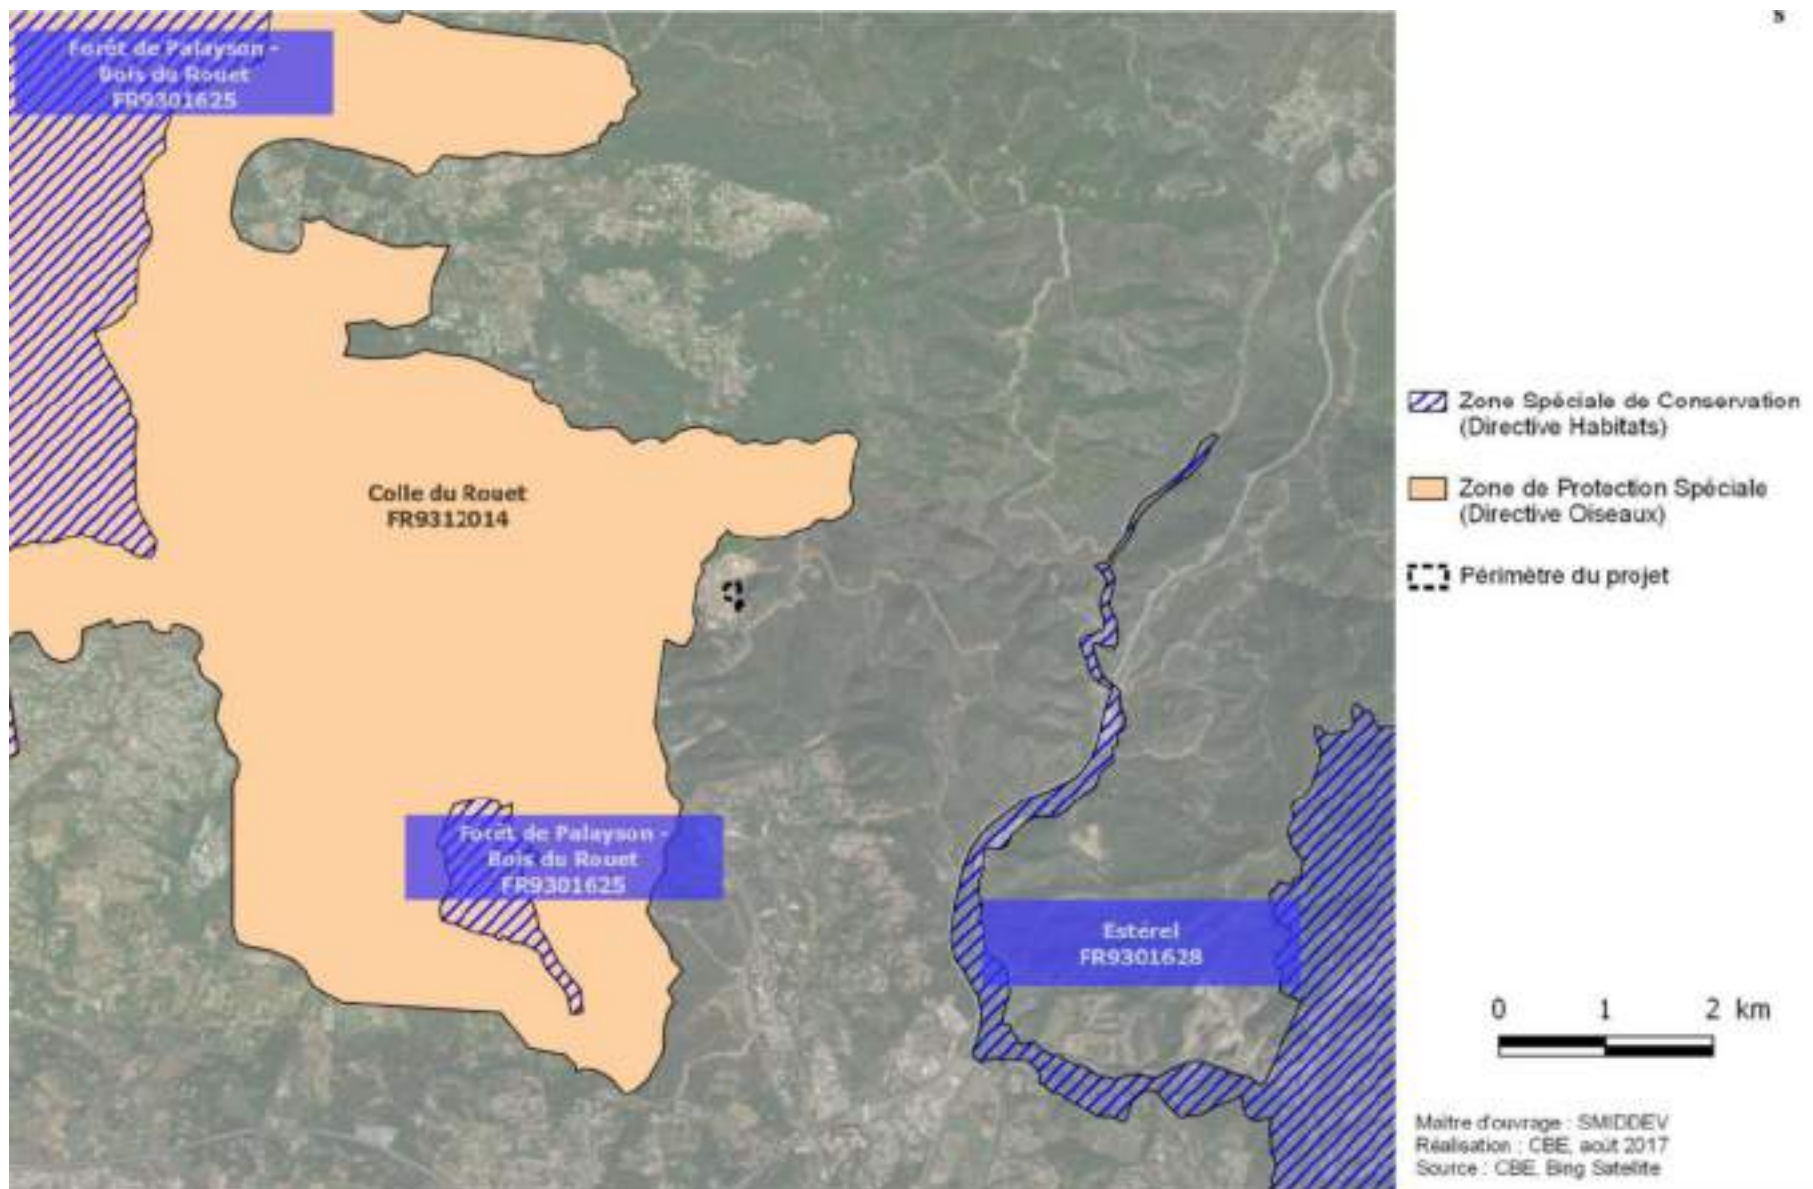 S
Forêt de Palayson -
Bois du Rouet
FR9301625
Colle du Rouet
FR9312014
Forêt de Palayson -
Bois du Rouet
FR9301625
Estérel
FR9301628
Zone Spéciale de Conservation
(Directive Habitats)
Zone de Protection Spéciale
(Directive Oiseaux)
Périmètre du projet
0 1 2 km
Maître d'ouvrage : SMIDDEV
Réalisation : CBE, août 2017
Source : CBE, Bing Satellite